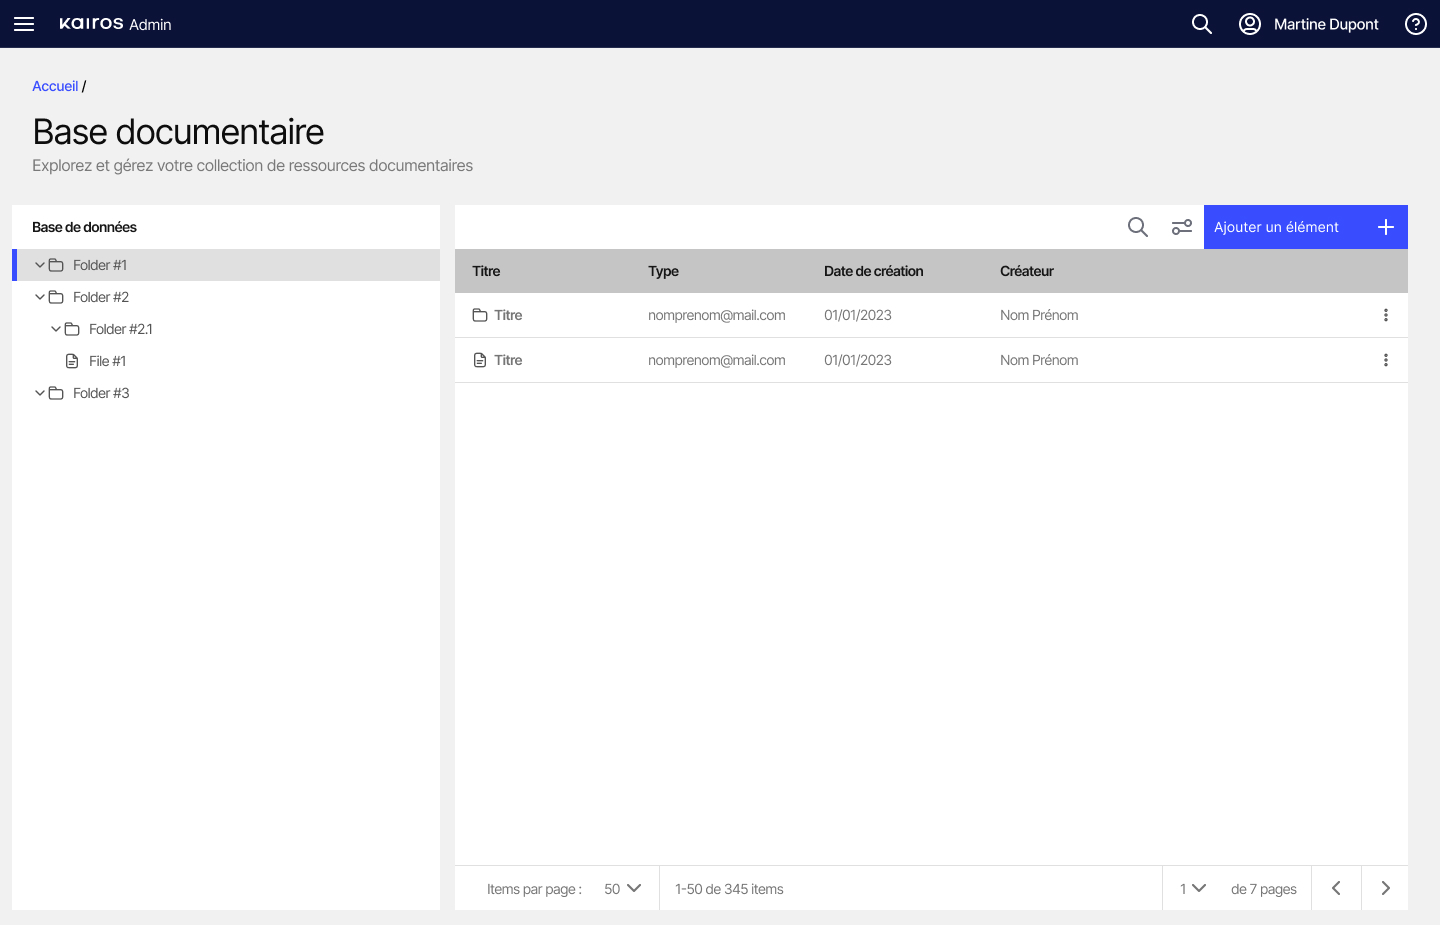 kairos Admin
Martine Dupont
Accueil /
Base documentaire
Explorez et gérez votre collection de ressources documentaires
Base de données
Folder #1
Folder #2
Folder #2.1
File #1
Folder #3
Ajouter un élément
Titre Type Date de création Créateur
Titre nomprenom@mail.com 01/01/2023 Nom Prénom
Titre nomprenom@mail.com 01/01/2023 Nom Prénom
Items par page : 50 1-50 de 345 items 1 de 7 pages